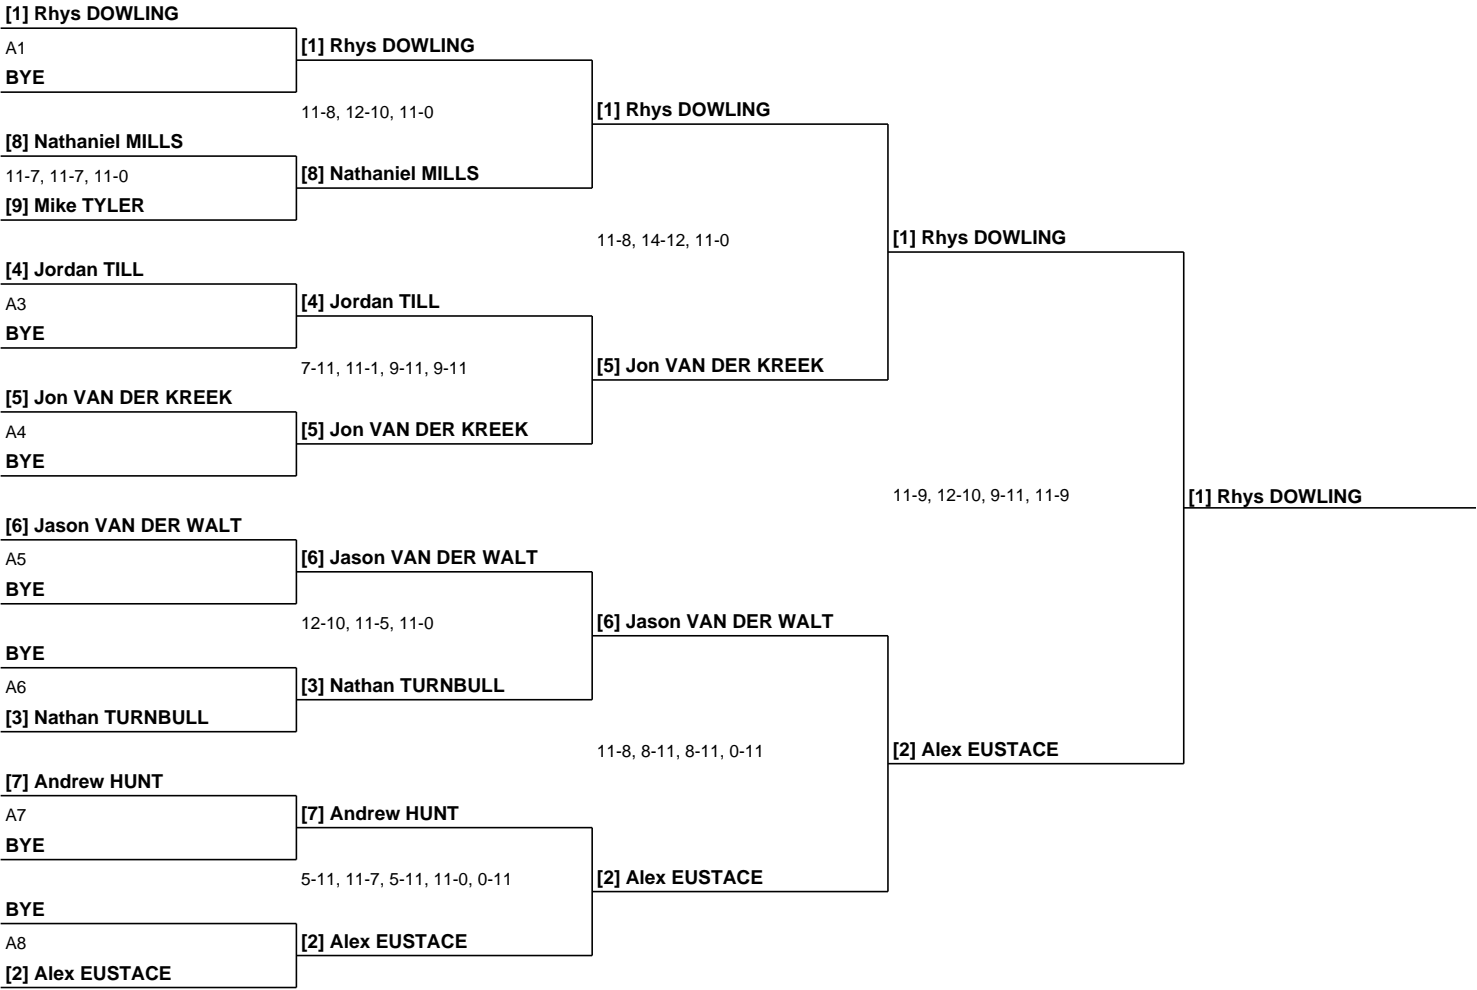 [1] Rhys DOWLING
A1
BYE
[8] Nathaniel MILLS
11-7, 11-7, 11-0
[9] Mike TYLER
[4] Jordan TILL
A3
BYE
[5] Jon VAN DER KREEK
A4
BYE
[6] Jason VAN DER WALT
A5
BYE
BYE
A6
[3] Nathan TURNBULL
[7] Andrew HUNT
A7
BYE
BYE
A8
[2] Alex EUSTACE
[1] Rhys DOWLING
11-8, 12-10, 11-0
[8] Nathaniel MILLS
[4] Jordan TILL
7-11, 11-1, 9-11, 9-11
[5] Jon VAN DER KREEK
[6] Jason VAN DER WALT
12-10, 11-5, 11-0
[3] Nathan TURNBULL
[7] Andrew HUNT
5-11, 11-7, 5-11, 11-0, 0-11
[2] Alex EUSTACE
[1] Rhys DOWLING
11-8, 14-12, 11-0
[5] Jon VAN DER KREEK
[6] Jason VAN DER WALT
11-8, 8-11, 8-11, 0-11
[2] Alex EUSTACE
[1] Rhys DOWLING
11-9, 12-10, 9-11, 11-9
[2] Alex EUSTACE
[1] Rhys DOWLING